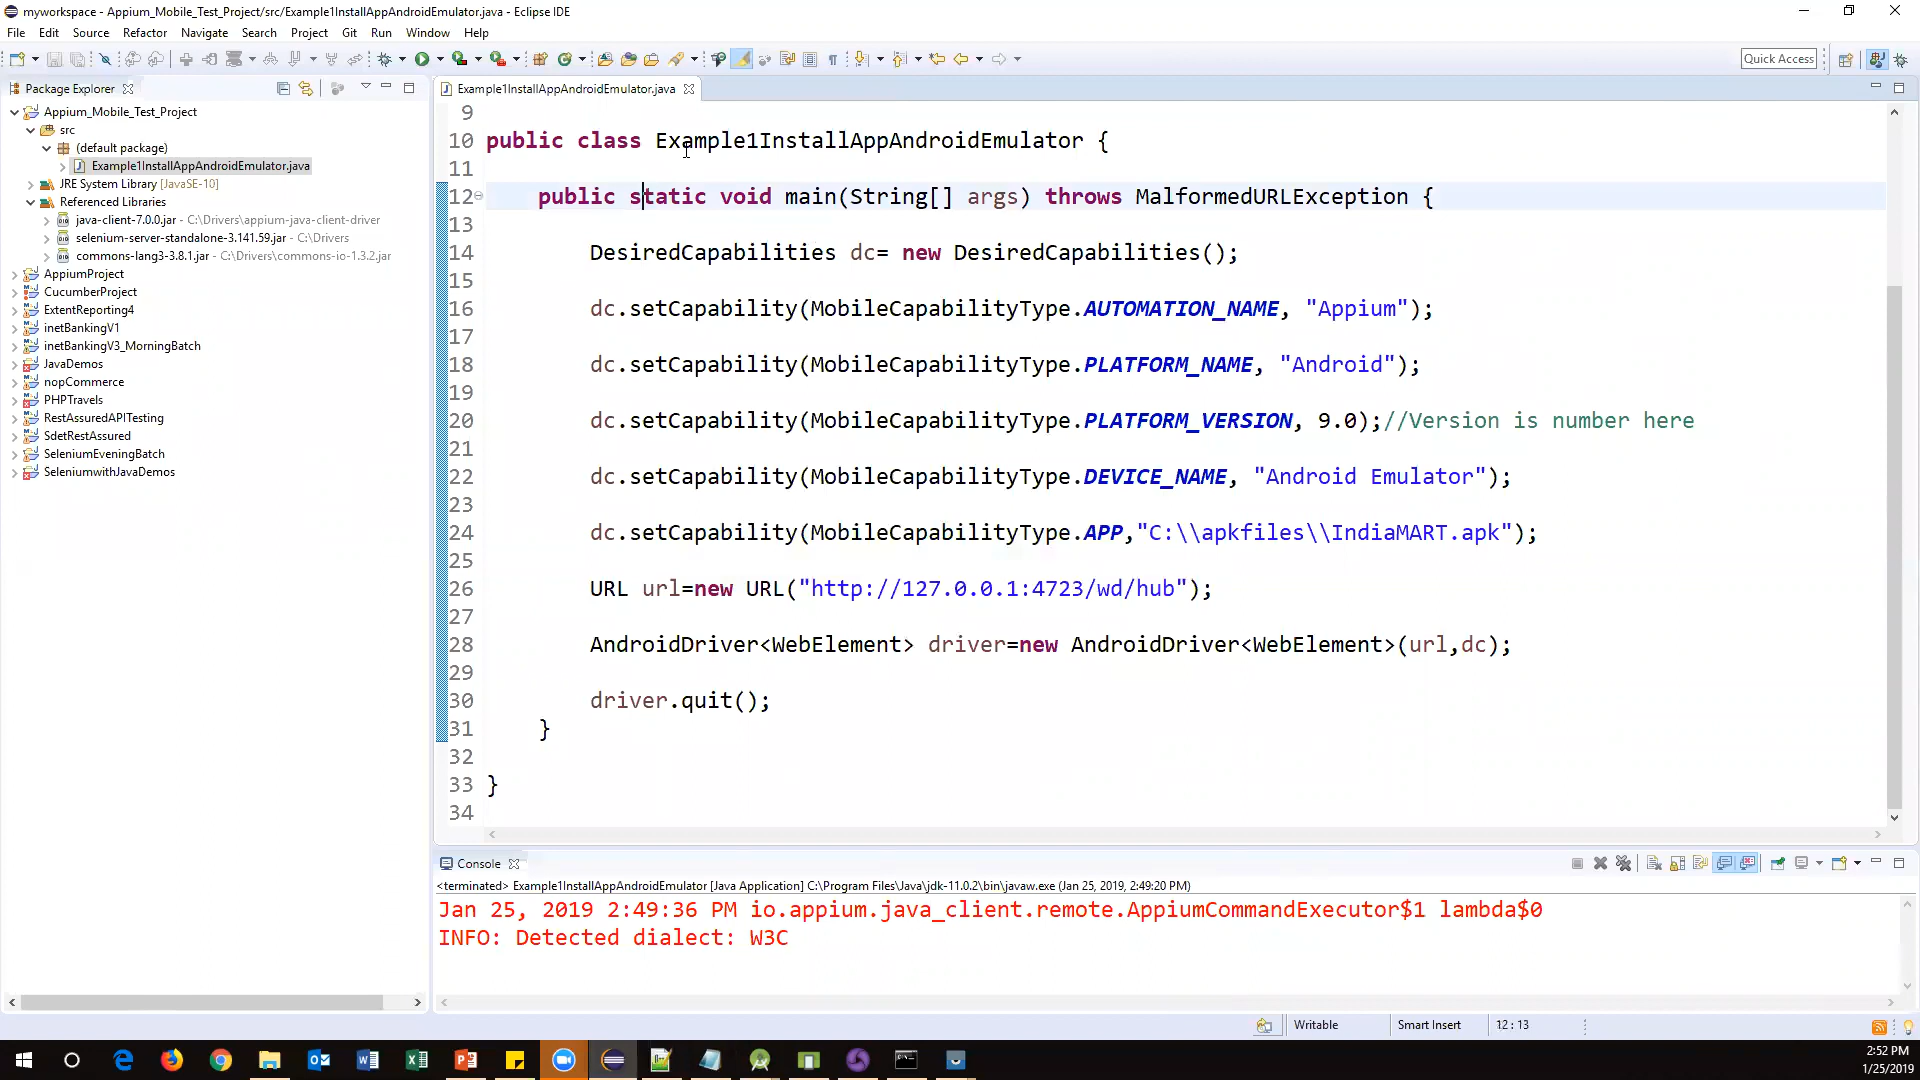 myworkspace - Appium_Mobile_Test_Project/src/Example1InstallAppAndroidEmulator.java - Eclipse IDE
File Edit Source Refactor Navigate Search Project Git Run Window Help
Quick Access
Package Explorer
Appium_Mobile_Test_Project
src
(default package)
Example1InstallAppAndroidEmulator.java
JRE System Library [JavaSE-10]
Referenced Libraries
java-client-7.0.0.jar - C:\Drivers\appium-java-client-driver
selenium-server-standalone-3.141.59.jar - C:\Drivers
commons-lang3-3.8.1.jar - C:\Drivers\commons-io-1.3.2.jar
AppiumProject
CucumberProject
ExtentReporting4
inetBankingV1
inetBankingV3_MorningBatch
JavaDemos
nopCommerce
PHPTravels
RestAssuredAPITesting
SdetRestAssured
SeleniumEveningBatch
SeleniumwithJavaDemos
Example1InstallAppAndroidEmulator.java
9
10 public class Example1InstallAppAndroidEmulator {
11
12 public static void main(String[] args) throws MalformedURLException {
13
14 DesiredCapabilities dc= new DesiredCapabilities();
15
16 dc.setCapability(MobileCapabilityType.AUTOMATION_NAME, "Appium");
17
18 dc.setCapability(MobileCapabilityType.PLATFORM_NAME, "Android");
19
20 dc.setCapability(MobileCapabilityType.PLATFORM_VERSION, 9.0);//Version is number here
21
22 dc.setCapability(MobileCapabilityType.DEVICE_NAME, "Android Emulator");
23
24 dc.setCapability(MobileCapabilityType.APP,"C:\\apkfiles\\IndiaMART.apk");
25
26 URL url=new URL("http://127.0.0.1:4723/wd/hub");
27
28 AndroidDriver<WebElement> driver=new AndroidDriver<WebElement>(url,dc);
29
30 driver.quit();
31 }
32
33 }
34
Console
<terminated> Example1InstallAppAndroidEmulator [Java Application] C:\Program Files\Java\jdk-11.0.2\bin\javaw.exe (Jan 25, 2019, 2:49:20 PM)
Jan 25, 2019 2:49:36 PM io.appium.java_client.remote.AppiumCommandExecutor$1 lambda$0
INFO: Detected dialect: W3C
Writable Smart Insert 12 : 13
2:52 PM
1/25/2019